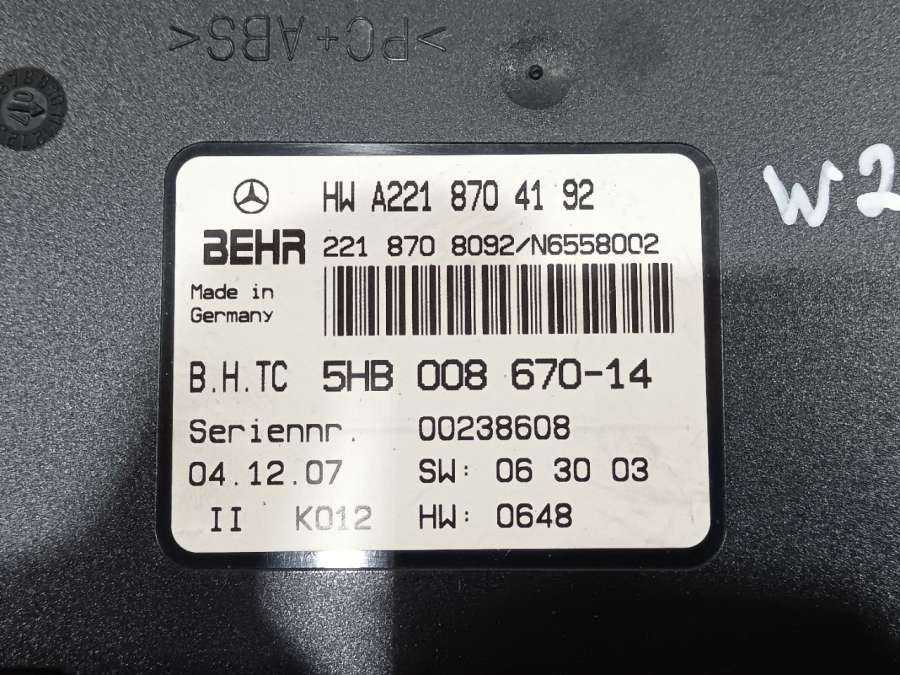 >PC+ABS<
W2
HW A221 870 41 92
BEHR 221 870 8092/N6558002
Made in
Germany
B.H.TC 5HB 008 670-14
Seriennr. 00238608
04.12.07 SW: 06 30 03
II K012 HW: 0648